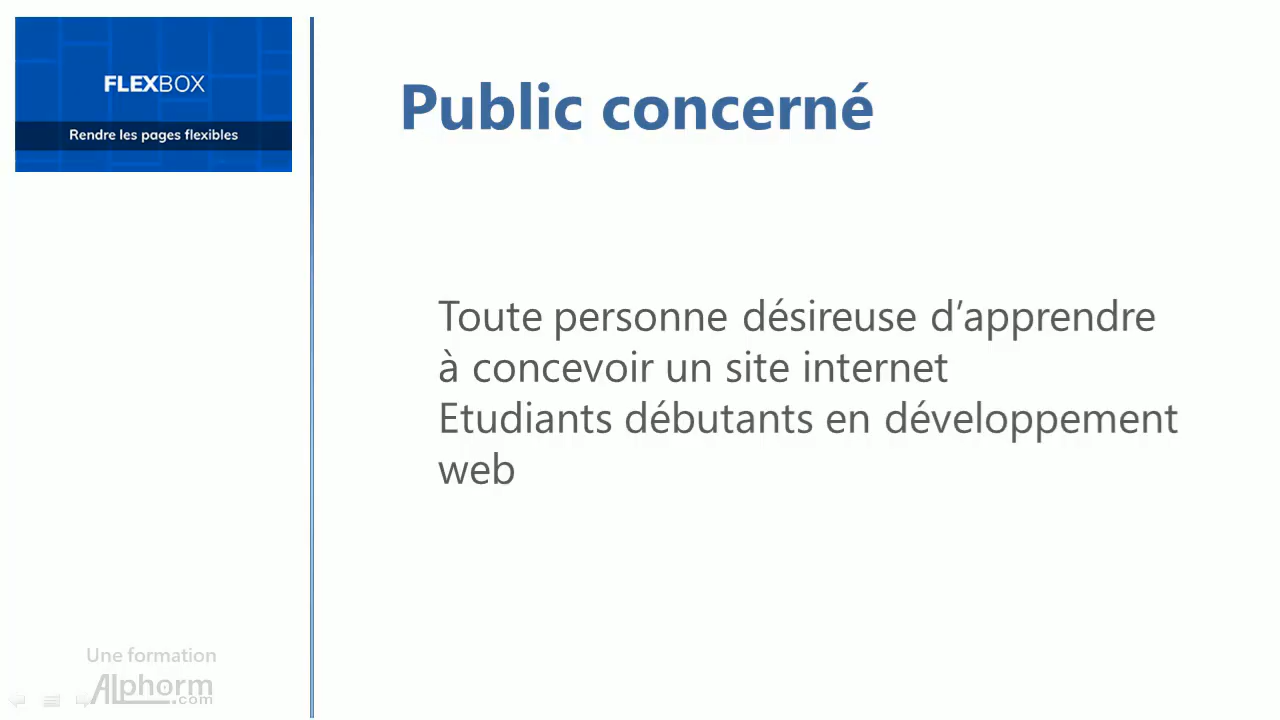 FLEXBOX
Rendre les pages flexibles
Public concerné
Toute personne désireuse d’apprendre
à concevoir un site internet
Etudiants débutants en développement
web
Une formation
Alphorm
.com